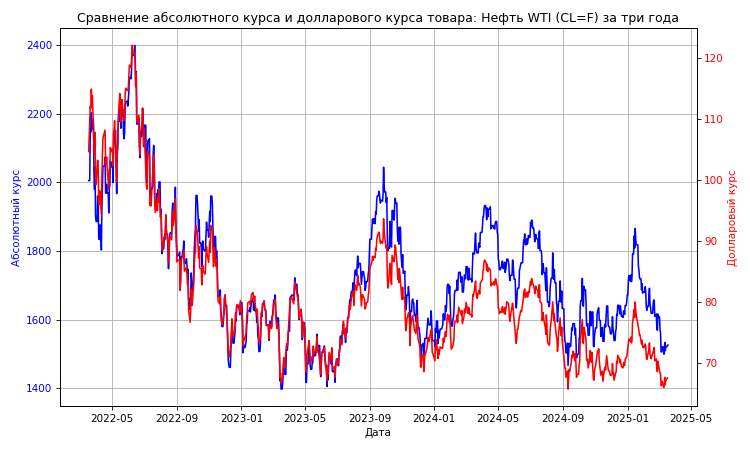 Сравнение абсолютного курса и долларового курса товара: Нефть WTI (CL=F) за три года
2400
2200
2000
1800
1600
1400
Абсолютный курс
120
110
100
90
80
70
Долларовый курс
2022-05 2022-09 2023-01 2023-05 2023-09 2024-01 2024-05 2024-09 2025-01 2025-05
Дата